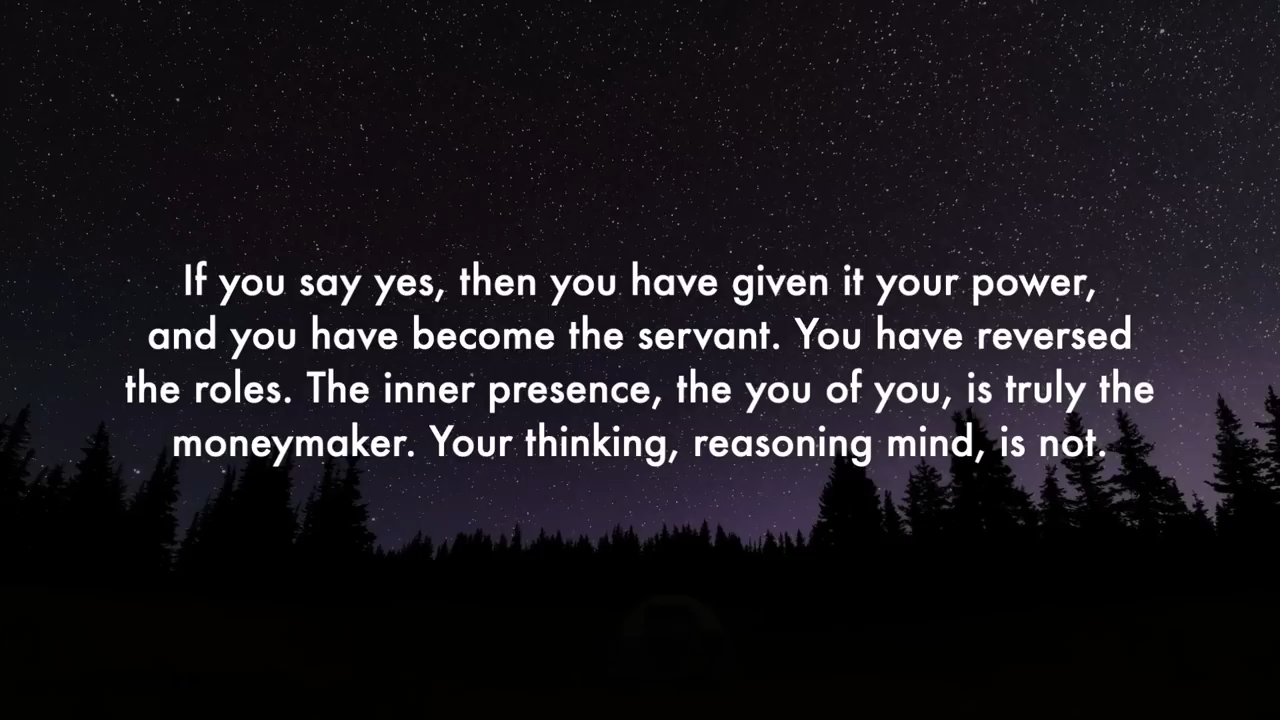 If you say yes, then you have given it your power,
and you have become the servant. You have reversed
the roles. The inner presence, the you of you, is truly the
moneymaker. Your thinking, reasoning mind, is not.